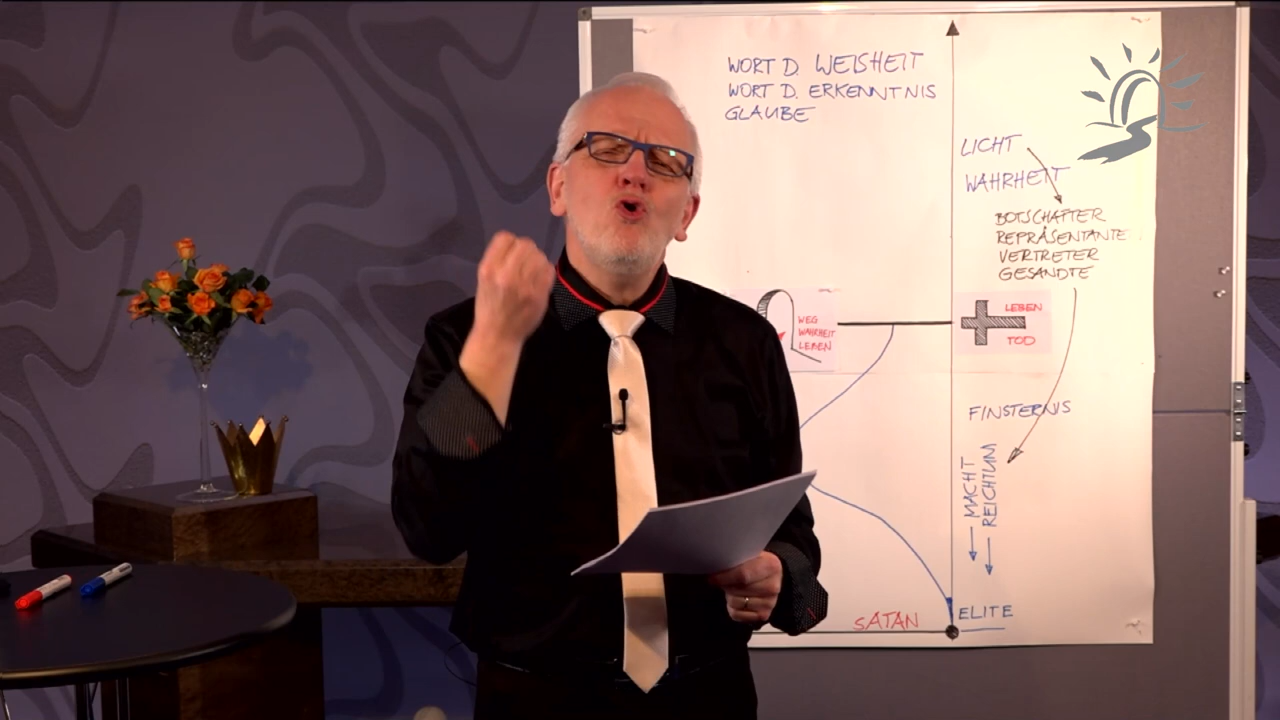 WORT D. WEISHEIT
WORT D. ERKENNTNIS
GLAUBE
LICHT
WAHRHEIT
BOTSCHAFTER
REPRÄSENTANTE
VERTRETER
GESANDTE
WEG
WAHRHEIT
LEBEN
LEBEN
TOD
FINSTERNIS
MACHT
REICHTUM
SATAN
ELITE